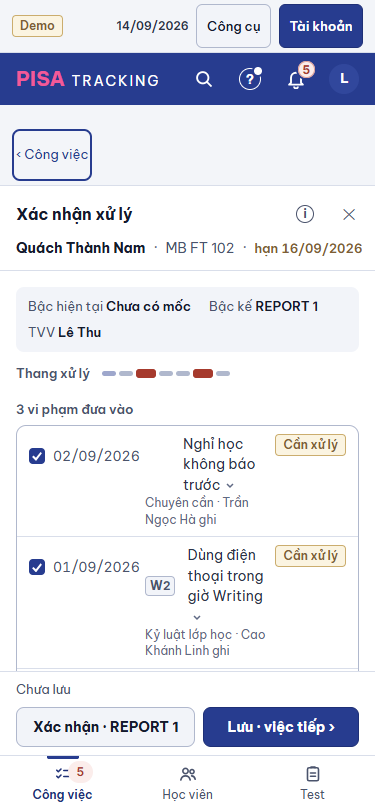 Demo 14/09/2026 Công cụ Tài khoản
PISA TRACKING ? 5 L
‹ Công việc
Xác nhận xử lý i
Quách Thành Nam · MB FT 102 · hạn 16/09/2026
Bậc hiện tại Chưa có mốc Bậc kế REPORT 1
TVV Lê Thu
Thang xử lý
3 vi phạm đưa vào
02/09/2026 Nghỉ học không báo trước Cần xử lý
Chuyên cần · Trần
Ngọc Hà ghi
01/09/2026 W2 Dùng điện thoại trong giờ Writing Cần xử lý
Kỷ luật lớp học · Cao
Khánh Linh ghi
Chưa lưu
Xác nhận · REPORT 1 Lưu · việc tiếp ›
5
Công việc Học viên Test